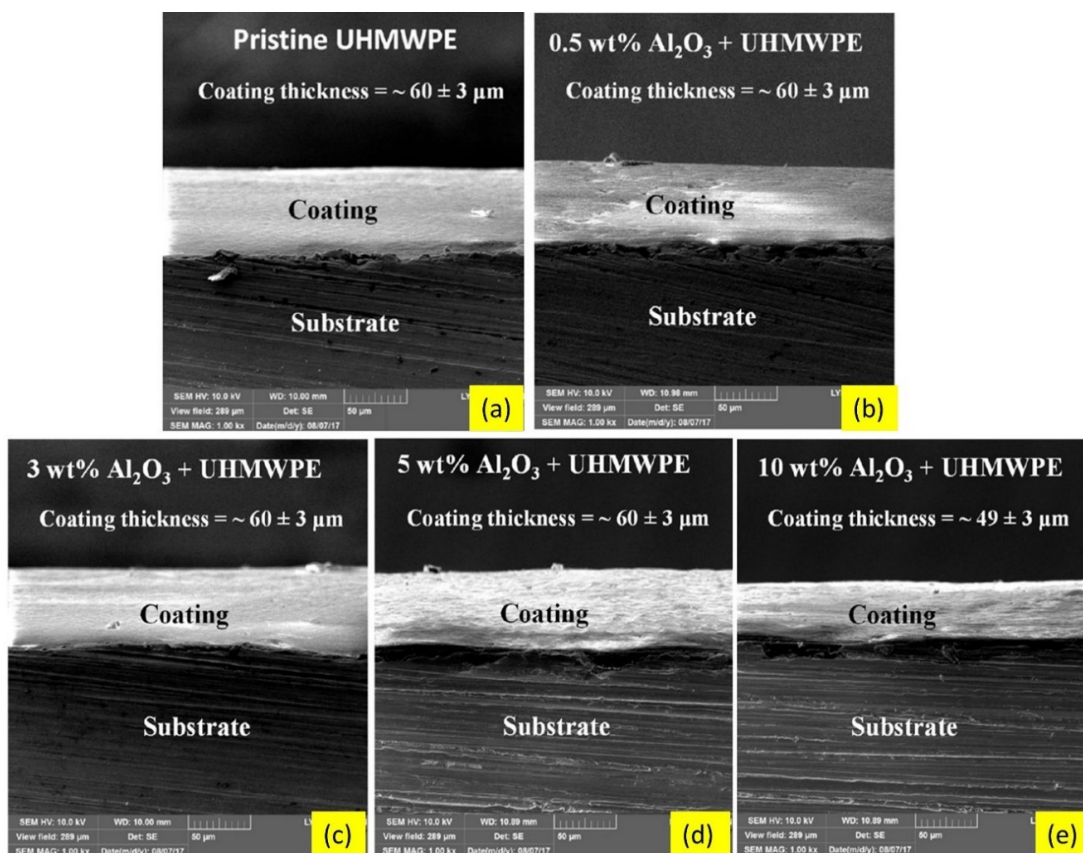 Pristine UHMWPE
Coating thickness = ~ 60 ± 3 μm
Coating
Substrate
SEM HV: 10.0 kV WD: 10.00 mm
View field: 289 μm Det: SE 50 μm
SEM MAG: 1.00 kx Date(m/d/y): 08/07/17
LY
(a)
0.5 wt% Al₂O₃ + UHMWPE
Coating thickness = ~ 60 ± 3 μm
Coating
Substrate
SEM HV: 10.0 kV WD: 10.98 mm
View field: 289 μm Det: SE 50 μm
SEM MAG: 1.00 kx Date(m/d/y): 08/07/17
LY
(b)
3 wt% Al₂O₃ + UHMWPE
Coating thickness = ~ 60 ± 3 μm
Coating
Substrate
SEM HV: 10.0 kV WD: 10.00 mm
View field: 289 μm Det: SE 50 μm
SEM MAG: 1.00 kx Date(m/d/y): 08/07/17
LY
(c)
5 wt% Al₂O₃ + UHMWPE
Coating thickness = ~ 60 ± 3 μm
Coating
Substrate
SEM HV: 10.0 kV WD: 10.89 mm
View field: 289 μm Det: SE 50 μm
SEM MAG: 1.00 kx Date(m/d/y): 08/07/17
LY
(d)
10 wt% Al₂O₃ + UHMWPE
Coating thickness = ~ 49 ± 3 μm
Coating
Substrate
SEM HV: 10.0 kV WD: 10.89 mm
View field: 289 μm Det: SE 50 μm
SEM MAG: 1.00 kx Date(m/d/y): 08/07/17
LY
(e)